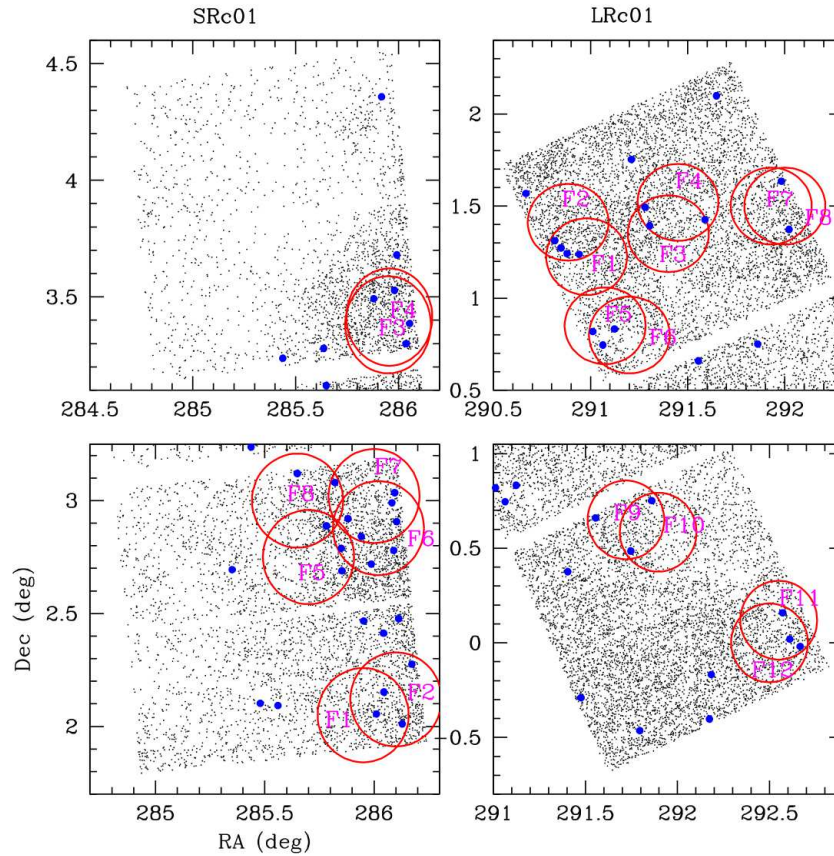 SRc01
LRc01
4.5
4
3.5
F4
F3
284.5
285
285.5
286
2
1.5
1
0.5
F2
F4
F7
F8
F1
F3
F5
F6
290.5
291
291.5
292
3
2.5
2
F7
F8
F6
F5
F2
F1
285
285.5
286
1
0.5
0
-0.5
F9
F10
F11
F12
291
291.5
292
292.5
Dec (deg)
RA (deg)